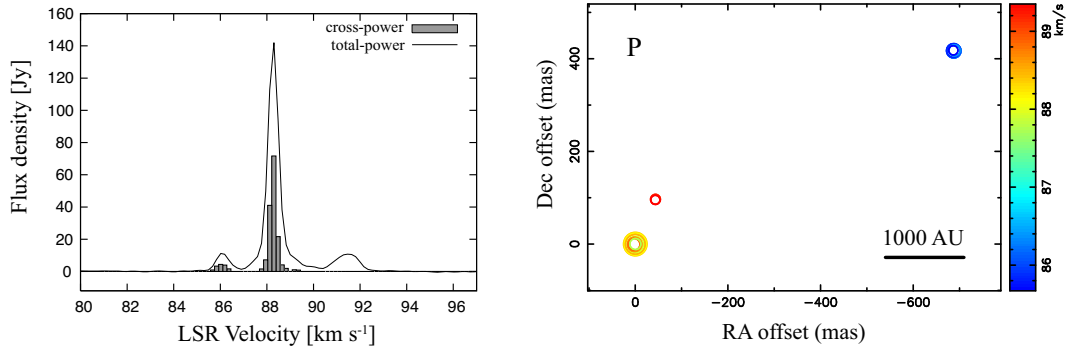 160
140
120
100
80
60
40
20
0
Flux density [Jy]
cross-power
total-power
80 82 84 86 88 90 92 94 96
LSR Velocity [km s-1]
P
400
200
0
Dec offset (mas)
1000 AU
0 −200 −400 −600
RA offset (mas)
km/s
89
88
87
86